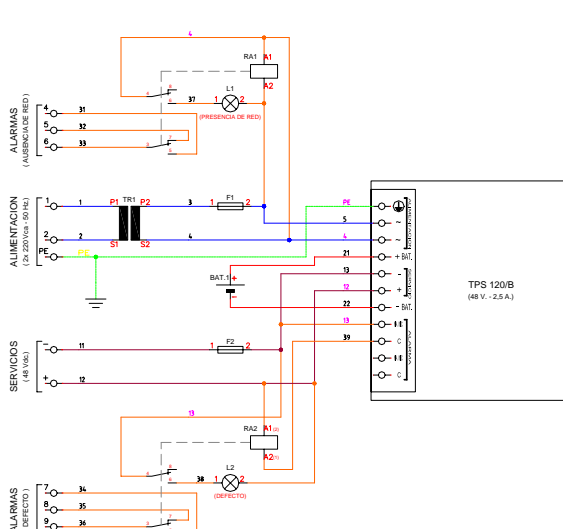 4
RA1 A1
A2
L1
1 2
37
(PRESENCIA DE RED)
ALARMAS
( AUSENCIA DE RED )
4 31
5 32
6 33
ALIMENTACION
( 2x 220 Vca - 50 Hz.)
1 1 P1 TR1 P2 3 1 F1 2
2 2 S1 S2 4
PE PE
PE
5 ~
4 ~
21 + BAT.
BAT.1 +
-
13 -
12 +
22 - BAT.
13 NC
39 C
NC
C
TPS 120/B
(48 V. - 2,5 A.)
SERVICIOS
( 48 Vdc.)
- 11 1 F2 2
+ 12
13
RA2 A1 (2)
A2 (1)
L2
38 1 2
(DEFECTO)
ALARMAS
DEFECTO )
7 34
8 35
9 36